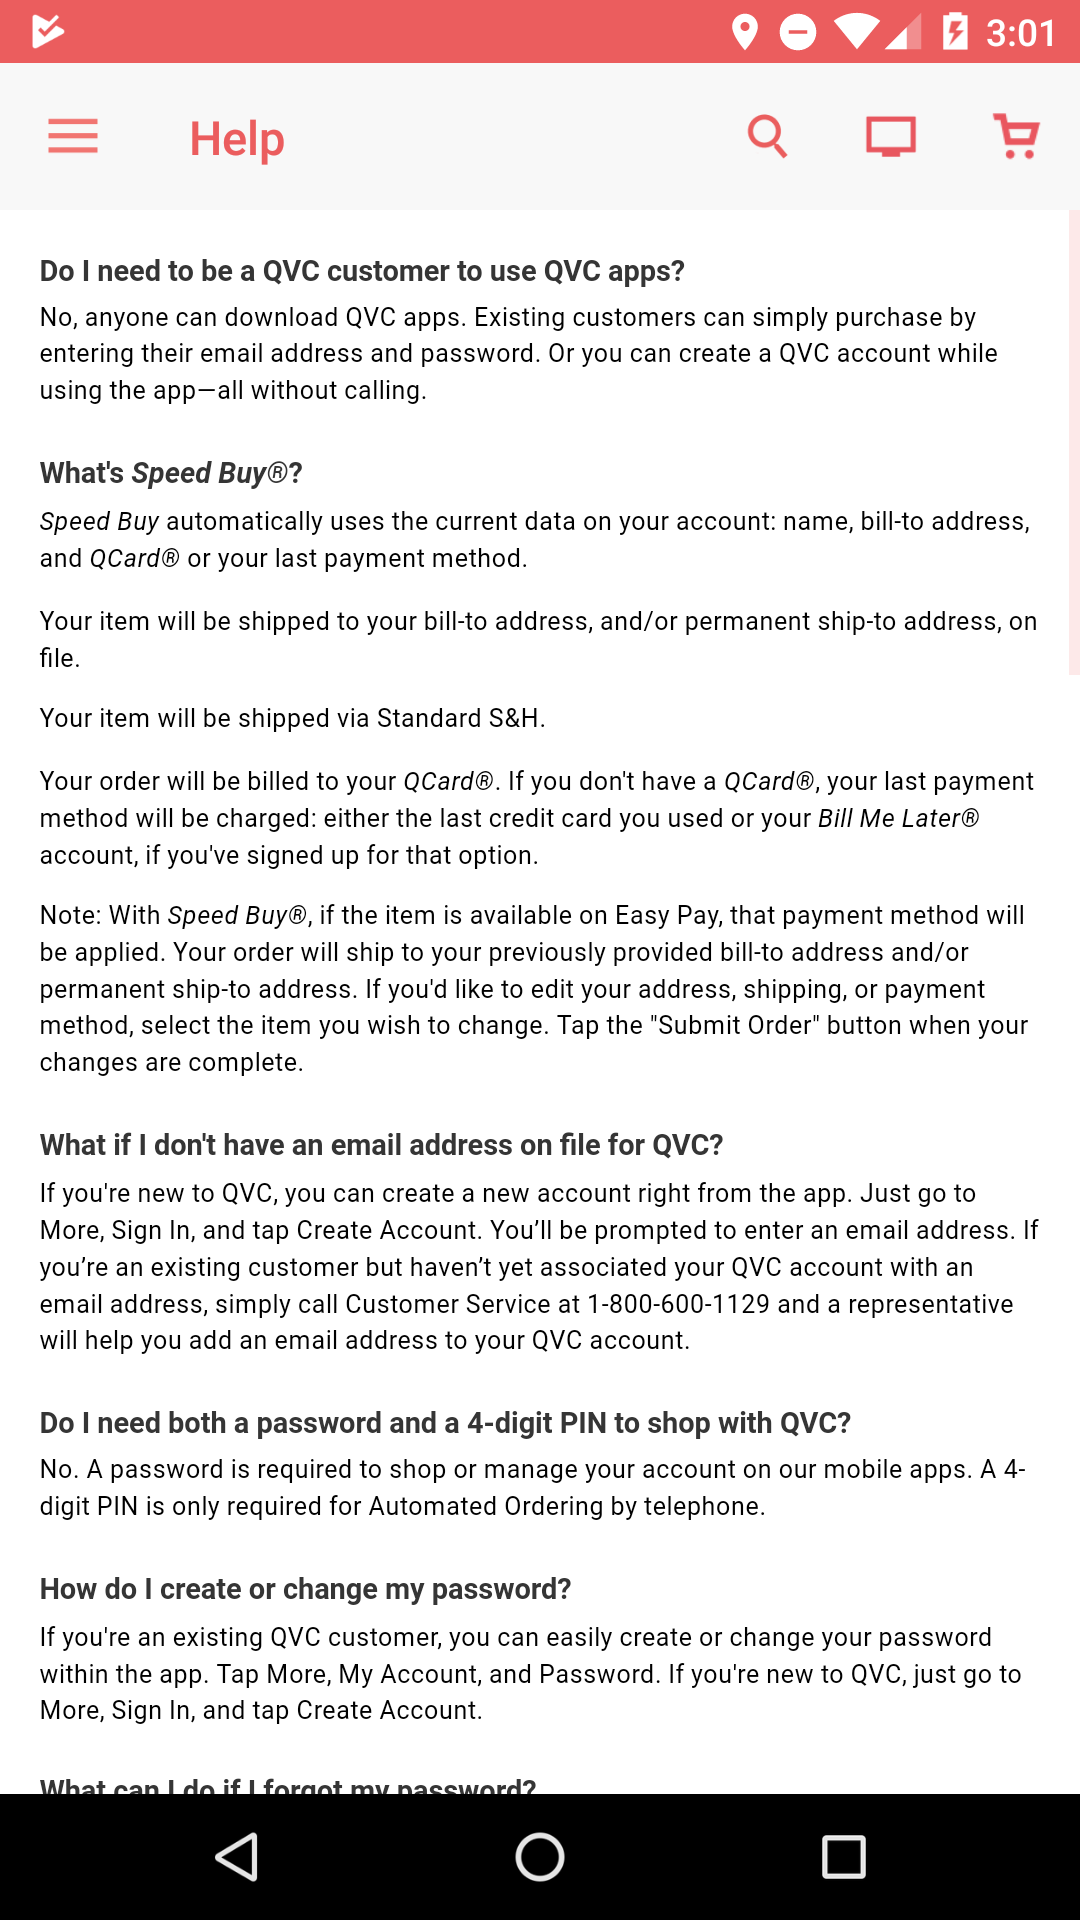 3:01
Help
Do I need to be a QVC customer to use QVC apps?
No, anyone can download QVC apps. Existing customers can simply purchase by
entering their email address and password. Or you can create a QVC account while
using the app—all without calling.
What's Speed Buy®?
Speed Buy automatically uses the current data on your account: name, bill-to address,
and QCard® or your last payment method.
Your item will be shipped to your bill-to address, and/or permanent ship-to address, on
file.
Your item will be shipped via Standard S&H.
Your order will be billed to your QCard®. If you don't have a QCard®, your last payment
method will be charged: either the last credit card you used or your Bill Me Later®
account, if you've signed up for that option.
Note: With Speed Buy®, if the item is available on Easy Pay, that payment method will
be applied. Your order will ship to your previously provided bill-to address and/or
permanent ship-to address. If you'd like to edit your address, shipping, or payment
method, select the item you wish to change. Tap the "Submit Order" button when your
changes are complete.
What if I don't have an email address on file for QVC?
If you're new to QVC, you can create a new account right from the app. Just go to
More, Sign In, and tap Create Account. You’ll be prompted to enter an email address. If
you’re an existing customer but haven’t yet associated your QVC account with an
email address, simply call Customer Service at 1-800-600-1129 and a representative
will help you add an email address to your QVC account.
Do I need both a password and a 4-digit PIN to shop with QVC?
No. A password is required to shop or manage your account on our mobile apps. A 4-
digit PIN is only required for Automated Ordering by telephone.
How do I create or change my password?
If you're an existing QVC customer, you can easily create or change your password
within the app. Tap More, My Account, and Password. If you're new to QVC, just go to
More, Sign In, and tap Create Account.
What can I do if I forgot my password?